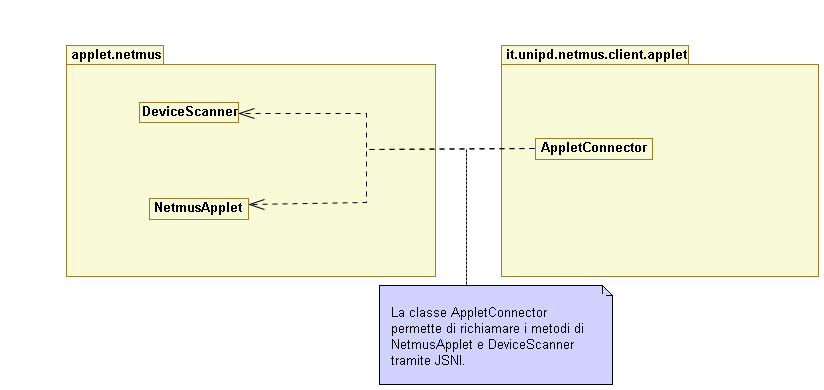 applet.netmus
it.unipd.netmus.client.applet
DeviceScanner
AppletConnector
NetmusApplet
La classe AppletConnector
permette di richiamare i metodi di
NetmusApplet e DeviceScanner
tramite JSNI.